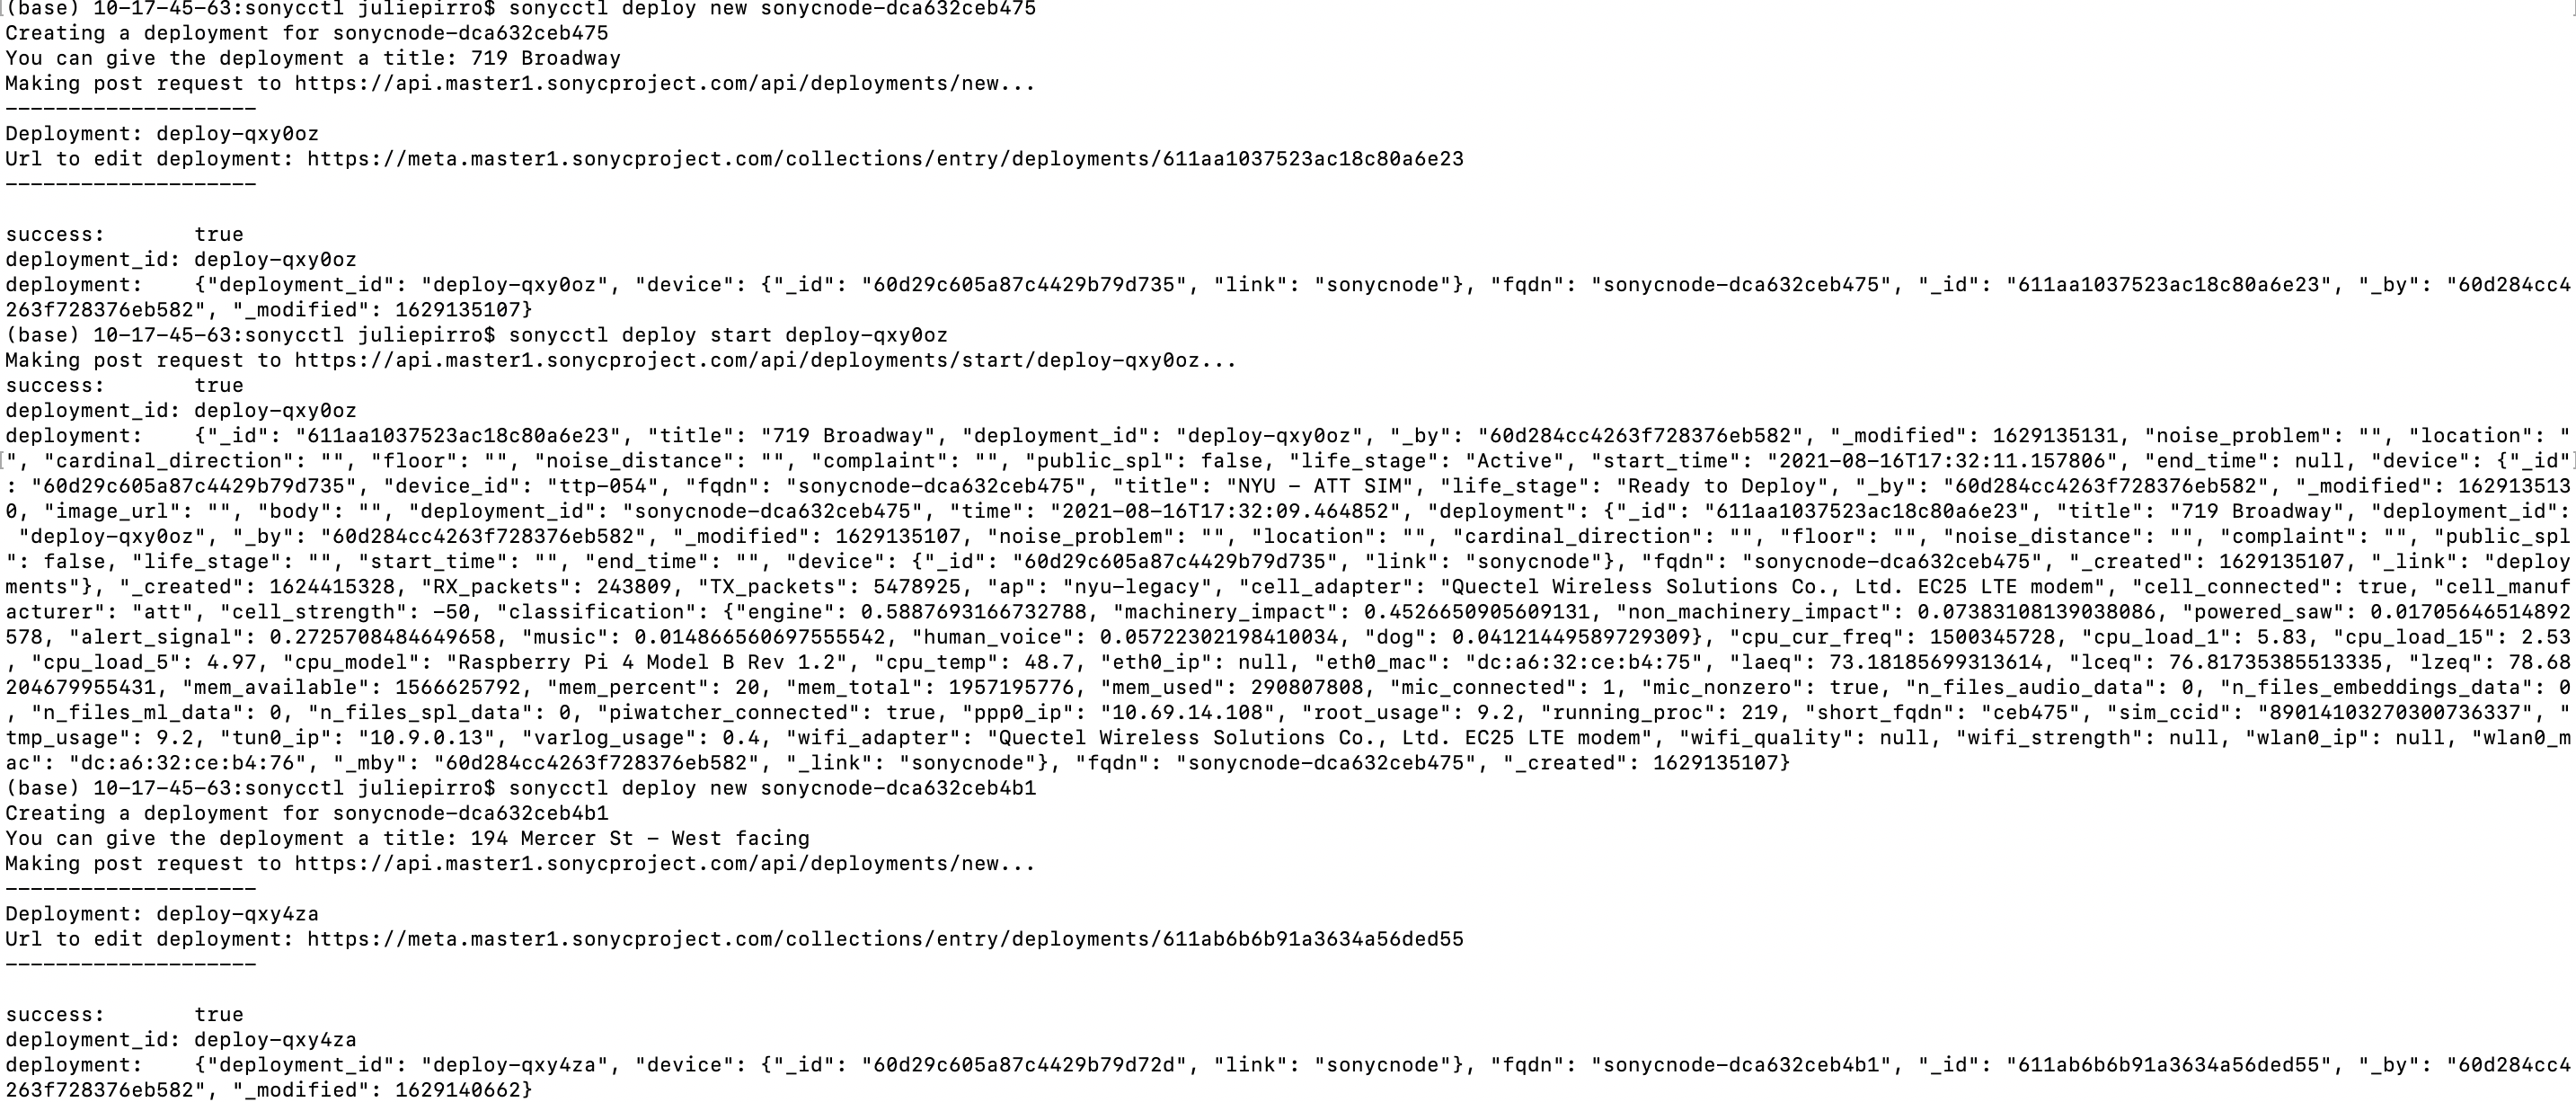 (base) 10-17-45-63:sonycctl juliepirro$ sonycctl deploy new sonycnode-dca632ceb475
Creating a deployment for sonycnode-dca632ceb475
You can give the deployment a title: 719 Broadway
Making post request to https://api.master1.sonycproject.com/api/deployments/new...
--------------------
Deployment: deploy-qxy0oz
Url to edit deployment: https://meta.master1.sonycproject.com/collections/entry/deployments/611aa1037523ac18c80a6e23
--------------------
success:       true
deployment_id: deploy-qxy0oz
deployment:    {"deployment_id": "deploy-qxy0oz", "device": {"_id": "60d29c605a87c4429b79d735", "link": "sonycnode"}, "fqdn": "sonycnode-dca632ceb475", "_id": "611aa1037523ac18c80a6e23", "_by": "60d284cc4
263f728376eb582", "_modified": 1629135107}
(base) 10-17-45-63:sonycctl juliepirro$ sonycctl deploy start deploy-qxy0oz
Making post request to https://api.master1.sonycproject.com/api/deployments/start/deploy-qxy0oz...
success:       true
deployment_id: deploy-qxy0oz
deployment:    {"_id": "611aa1037523ac18c80a6e23", "title": "719 Broadway", "deployment_id": "deploy-qxy0oz", "_by": "60d284cc4263f728376eb582", "_modified": 1629135131, "noise_problem": "", "location": "
", "cardinal_direction": "", "floor": "", "noise_distance": "", "complaint": "", "public_spl": false, "life_stage": "Active", "start_time": "2021-08-16T17:32:11.157806", "end_time": null, "device": {"_id"
: "60d29c605a87c4429b79d735", "device_id": "ttp-054", "fqdn": "sonycnode-dca632ceb475", "title": "NYU - ATT SIM", "life_stage": "Ready to Deploy", "_by": "60d284cc4263f728376eb582", "_modified": 162913513
0, "image_url": "", "body": "", "deployment_id": "sonycnode-dca632ceb475", "time": "2021-08-16T17:32:09.464852", "deployment": {"_id": "611aa1037523ac18c80a6e23", "title": "719 Broadway", "deployment_id":
 "deploy-qxy0oz", "_by": "60d284cc4263f728376eb582", "_modified": 1629135107, "noise_problem": "", "location": "", "cardinal_direction": "", "floor": "", "noise_distance": "", "complaint": "", "public_spl
": false, "life_stage": "", "start_time": "", "end_time": "", "device": {"_id": "60d29c605a87c4429b79d735", "link": "sonycnode"}, "fqdn": "sonycnode-dca632ceb475", "_created": 1629135107, "_link": "deploy
ments"}, "_created": 1624415328, "RX_packets": 243809, "TX_packets": 5478925, "ap": "nyu-legacy", "cell_adapter": "Quectel Wireless Solutions Co., Ltd. EC25 LTE modem", "cell_connected": true, "cell_manuf
acturer": "att", "cell_strength": -50, "classification": {"engine": 0.5887693166732788, "machinery_impact": 0.4526650905609131, "non_machinery_impact": 0.07383108139038086, "powered_saw": 0.01705646514892
578, "alert_signal": 0.2725708484649658, "music": 0.014866560697555542, "human_voice": 0.05722302198410034, "dog": 0.04121449589729309}, "cpu_cur_freq": 1500345728, "cpu_load_1": 5.83, "cpu_load_15": 2.53
, "cpu_load_5": 4.97, "cpu_model": "Raspberry Pi 4 Model B Rev 1.2", "cpu_temp": 48.7, "eth0_ip": null, "eth0_mac": "dc:a6:32:ce:b4:75", "laeq": 73.18185699313614, "lceq": 76.81735385513335, "lzeq": 78.68
204679955431, "mem_available": 1566625792, "mem_percent": 20, "mem_total": 1957195776, "mem_used": 290807808, "mic_connected": 1, "mic_nonzero": true, "n_files_audio_data": 0, "n_files_embeddings_data": 0
, "n_files_ml_data": 0, "n_files_spl_data": 0, "piwatcher_connected": true, "ppp0_ip": "10.69.14.108", "root_usage": 9.2, "running_proc": 219, "short_fqdn": "ceb475", "sim_ccid": "89014103270300736337", "
tmp_usage": 9.2, "tun0_ip": "10.9.0.13", "varlog_usage": 0.4, "wifi_adapter": "Quectel Wireless Solutions Co., Ltd. EC25 LTE modem", "wifi_quality": null, "wifi_strength": null, "wlan0_ip": null, "wlan0_m
ac": "dc:a6:32:ce:b4:76", "_mby": "60d284cc4263f728376eb582", "_link": "sonycnode"}, "fqdn": "sonycnode-dca632ceb475", "_created": 1629135107}
(base) 10-17-45-63:sonycctl juliepirro$ sonycctl deploy new sonycnode-dca632ceb4b1
Creating a deployment for sonycnode-dca632ceb4b1
You can give the deployment a title: 194 Mercer St - West facing
Making post request to https://api.master1.sonycproject.com/api/deployments/new...
--------------------
Deployment: deploy-qxy4za
Url to edit deployment: https://meta.master1.sonycproject.com/collections/entry/deployments/611ab6b6b91a3634a56ded55
--------------------
success:       true
deployment_id: deploy-qxy4za
deployment:    {"deployment_id": "deploy-qxy4za", "device": {"_id": "60d29c605a87c4429b79d72d", "link": "sonycnode"}, "fqdn": "sonycnode-dca632ceb4b1", "_id": "611ab6b6b91a3634a56ded55", "_by": "60d284cc4
263f728376eb582", "_modified": 1629140662}